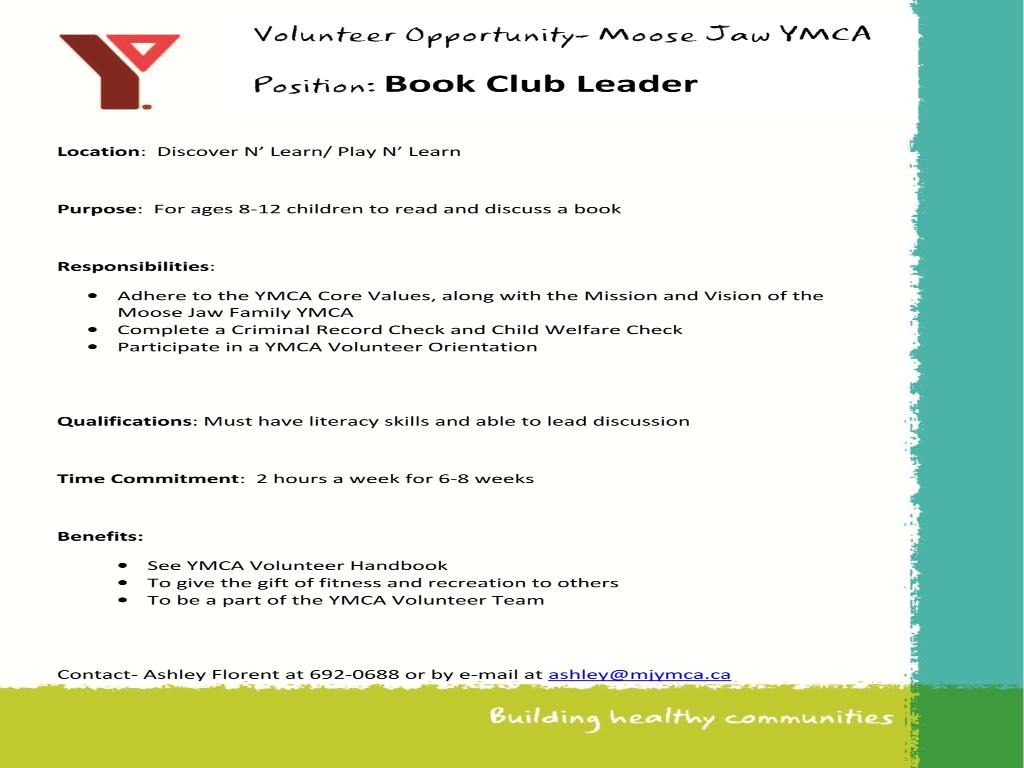 Volunteer Opportunity- Moose Jaw YMCA
Position: Book Club Leader
Location:  Discover N’ Learn/ Play N’ Learn
Purpose:  For ages 8-12 children to read and discuss a book
Responsibilities:
• Adhere to the YMCA Core Values, along with the Mission and Vision of the
Moose Jaw Family YMCA
• Complete a Criminal Record Check and Child Welfare Check
• Participate in a YMCA Volunteer Orientation
Qualifications: Must have literacy skills and able to lead discussion
Time Commitment:  2 hours a week for 6-8 weeks
Benefits:
• See YMCA Volunteer Handbook
• To give the gift of fitness and recreation to others
• To be a part of the YMCA Volunteer Team
Contact- Ashley Florent at 692-0688 or by e-mail at ashley@mjymca.ca
Building healthy communities